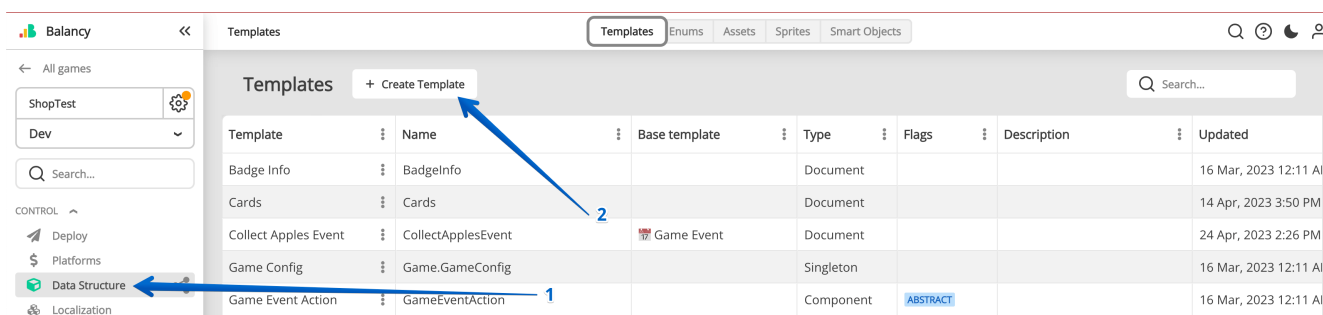 Balancy
Templates
Templates Enums Assets Sprites Smart Objects
All games
ShopTest
Dev
Search...
CONTROL
Deploy
Platforms
Data Structure
Localization
Templates
+ Create Template
Search...
Template Name Base template Type Flags Description Updated
Badge Info BadgeInfo Document 16 Mar, 2023 12:11 A
Cards Cards Document 14 Apr, 2023 3:50 PM
Collect Apples Event CollectApplesEvent Game Event Document 24 Apr, 2023 2:26 PM
Game Config Game.GameConfig Singleton 16 Mar, 2023 12:11 A
Game Event Action GameEventAction Component ABSTRACT 16 Mar, 2023 12:11 A
1
2